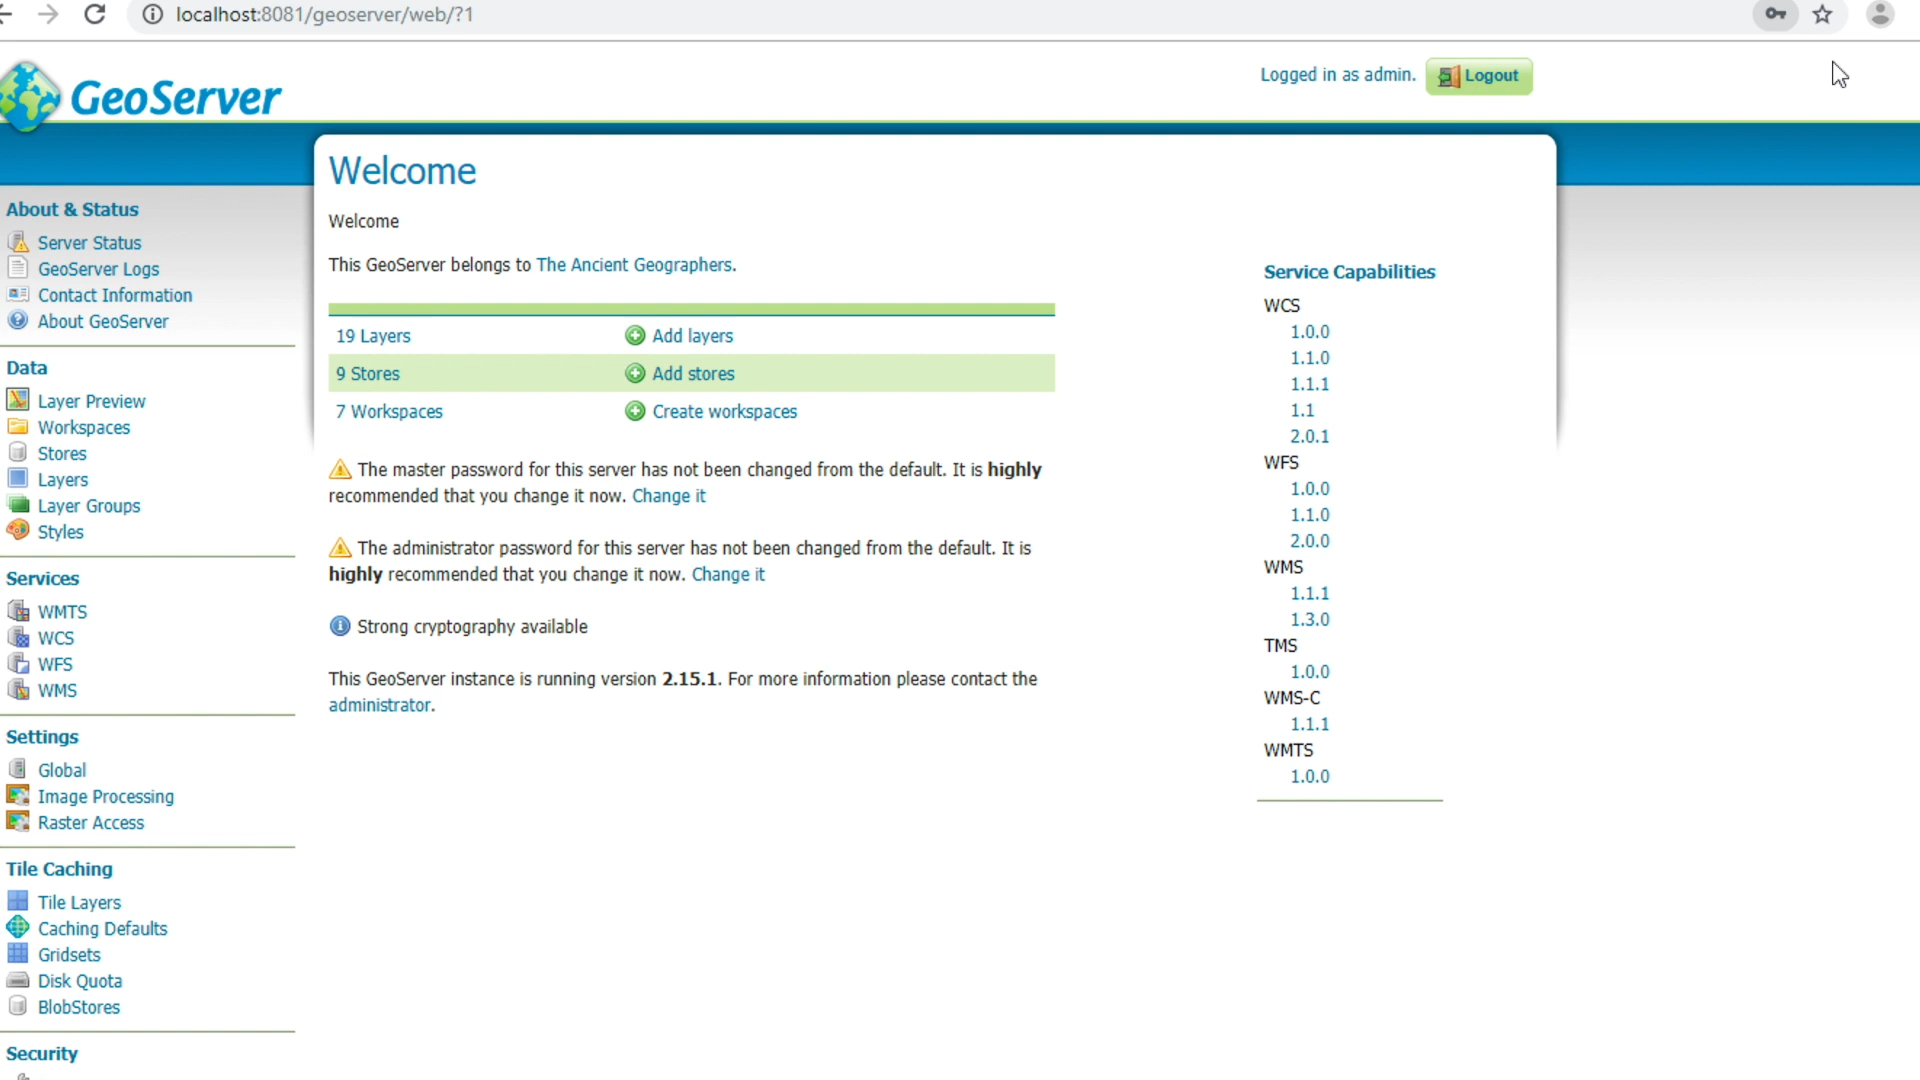 localhost:8081/geoserver/web/?1
GeoServer
Logged in as admin.
Logout
About & Status
Server Status
GeoServer Logs
Contact Information
About GeoServer
Data
Layer Preview
Workspaces
Stores
Layers
Layer Groups
Styles
Services
WMTS
WCS
WFS
WMS
Settings
Global
Image Processing
Raster Access
Tile Caching
Tile Layers
Caching Defaults
Gridsets
Disk Quota
BlobStores
Security
Welcome
Welcome
This GeoServer belongs to The Ancient Geographers.
19 Layers Add layers
9 Stores Add stores
7 Workspaces Create workspaces
The master password for this server has not been changed from the default. It is highly
recommended that you change it now. Change it
The administrator password for this server has not been changed from the default. It is
highly recommended that you change it now. Change it
Strong cryptography available
This GeoServer instance is running version 2.15.1. For more information please contact the
administrator.
Service Capabilities
WCS
1.0.0
1.1.0
1.1.1
1.1
2.0.1
WFS
1.0.0
1.1.0
2.0.0
WMS
1.1.1
1.3.0
TMS
1.0.0
WMS-C
1.1.1
WMTS
1.0.0